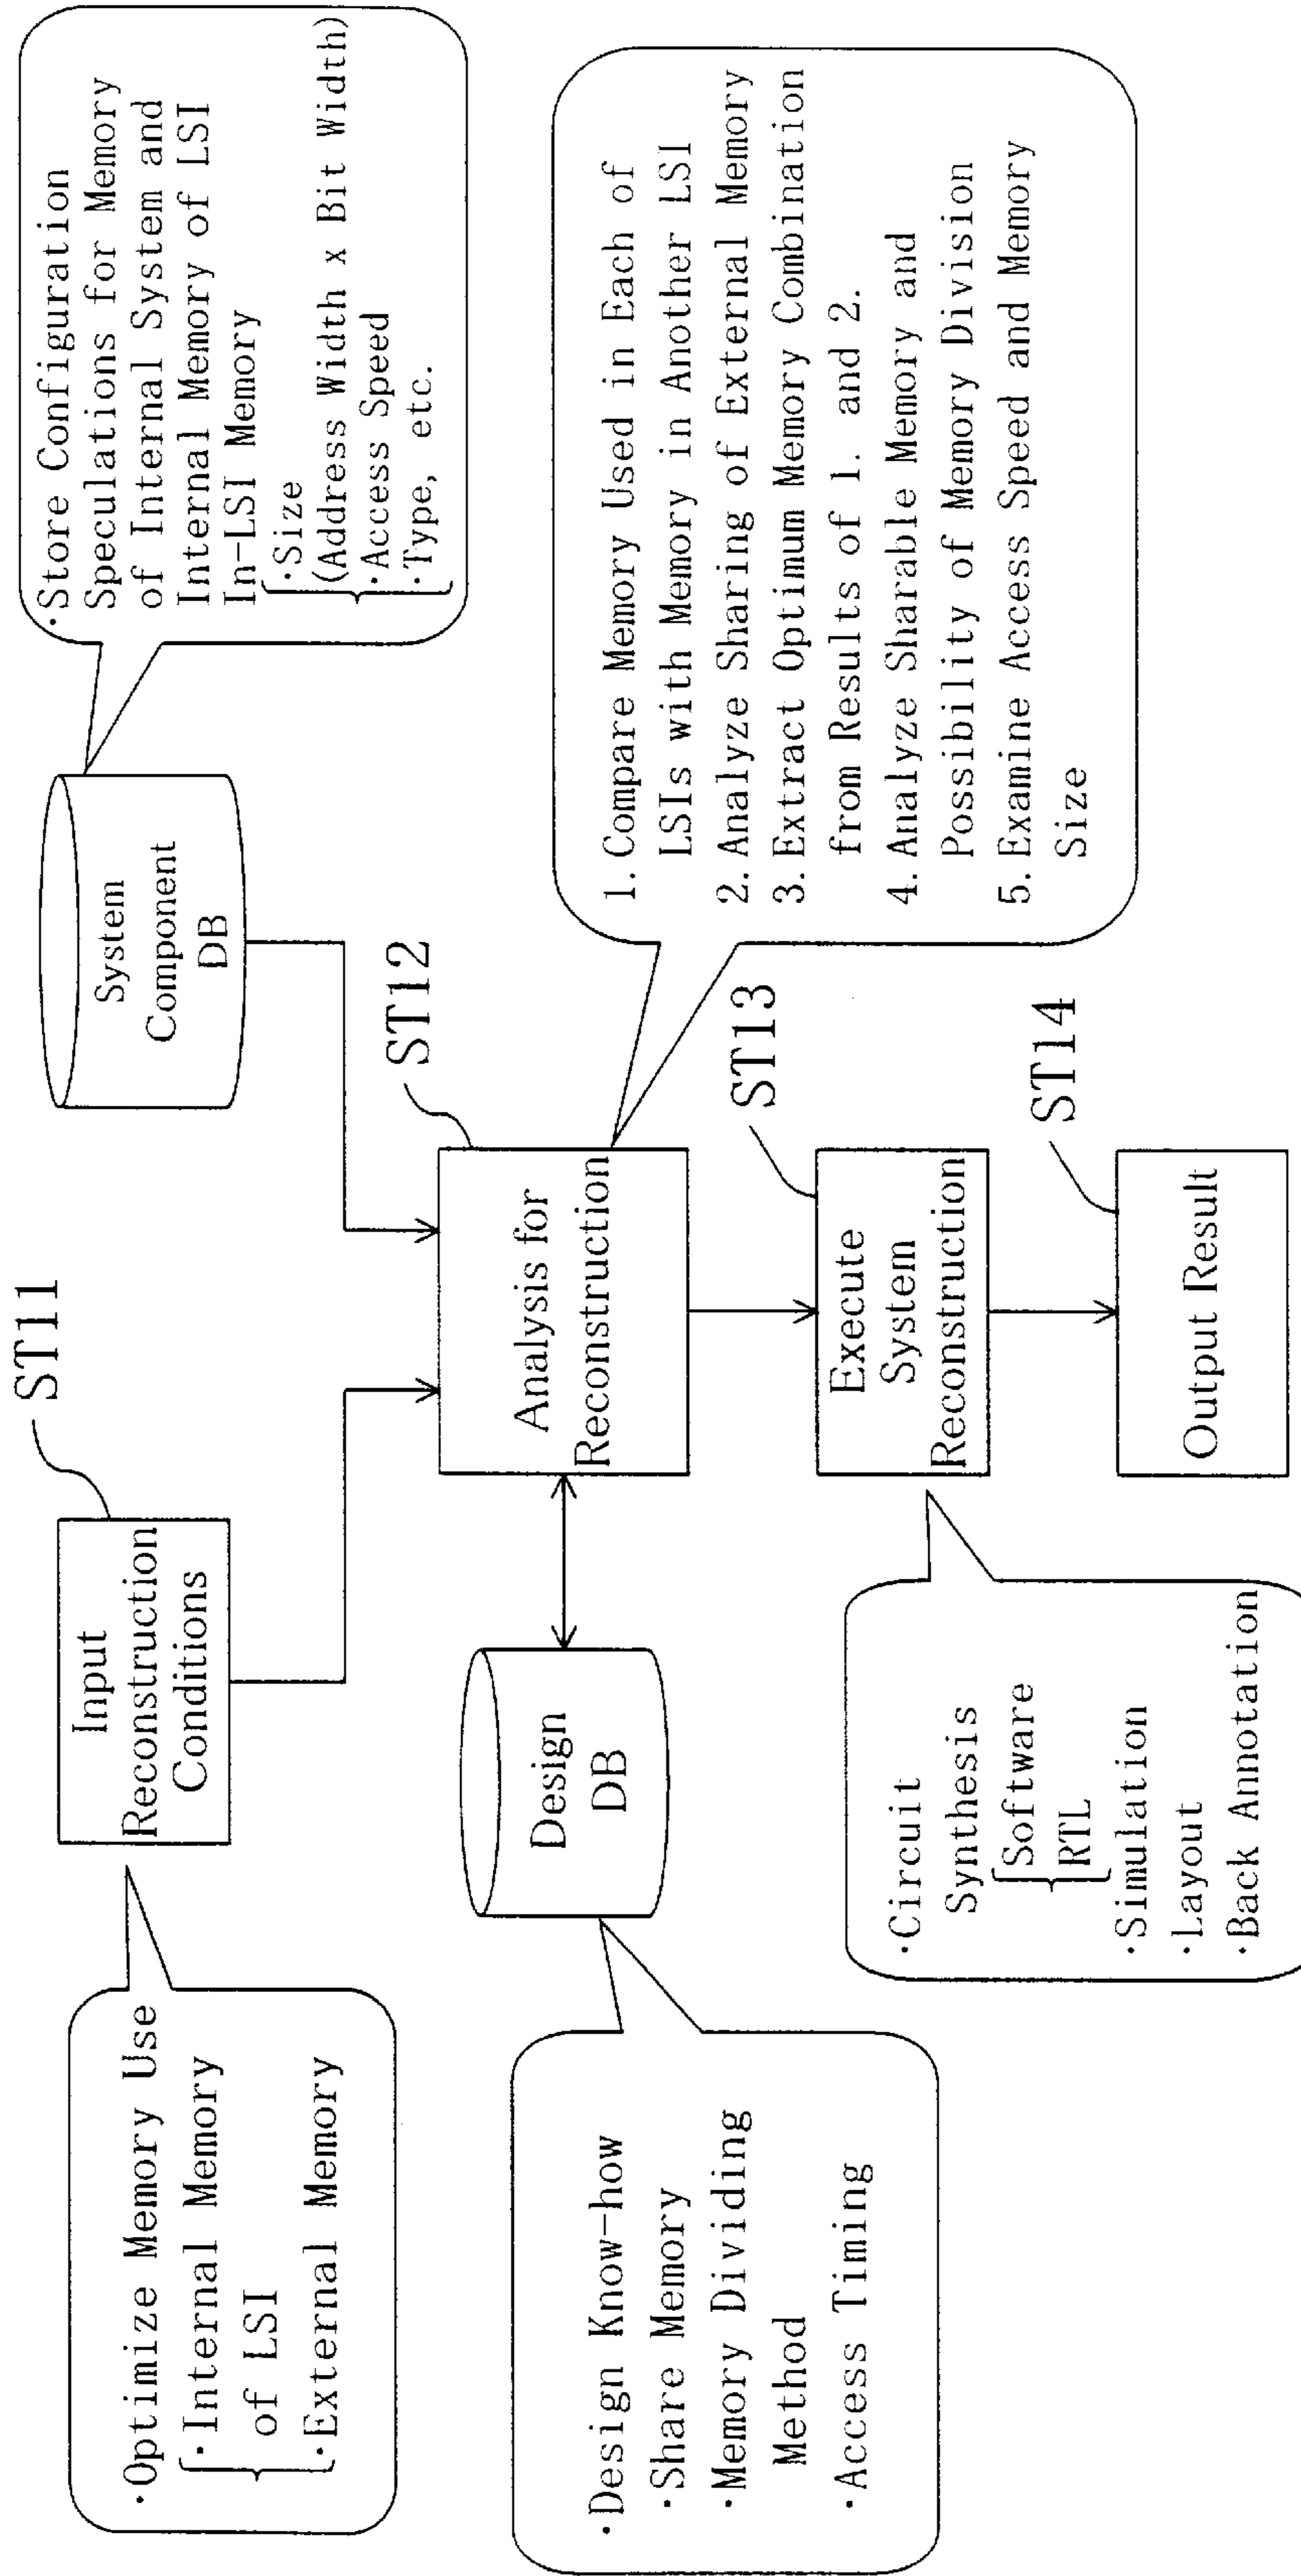 ·Optimize Memory Use
·Internal Memory
of LSI
·External Memory
ST11
Input
Reconstruction
Conditions
·Store Configuration
Speculations for Memory
of Internal System and
Internal Memory of LSI
In-LSI Memory
·Size
(Address Width x Bit Width)
·Access Speed
·Type, etc.
System
Component
DB
·Design Know-how
·Share Memory
·Memory Dividing
Method
·Access Timing
Design
DB
ST12
Analysis for
Reconstruction
1. Compare Memory Used in Each of
LSIs with Memory in Another LSI
2. Analyze Sharing of External Memory
3. Extract Optimum Memory Combination
from Results of 1. and 2.
4. Analyze Sharable Memory and
Possibility of Memory Division
5. Examine Access Speed and Memory
Size
·Circuit
Synthesis
Software
RTL
·Simulation
·Layout
·Back Annotation
ST13
Execute
System
Reconstruction
ST14
Output Result